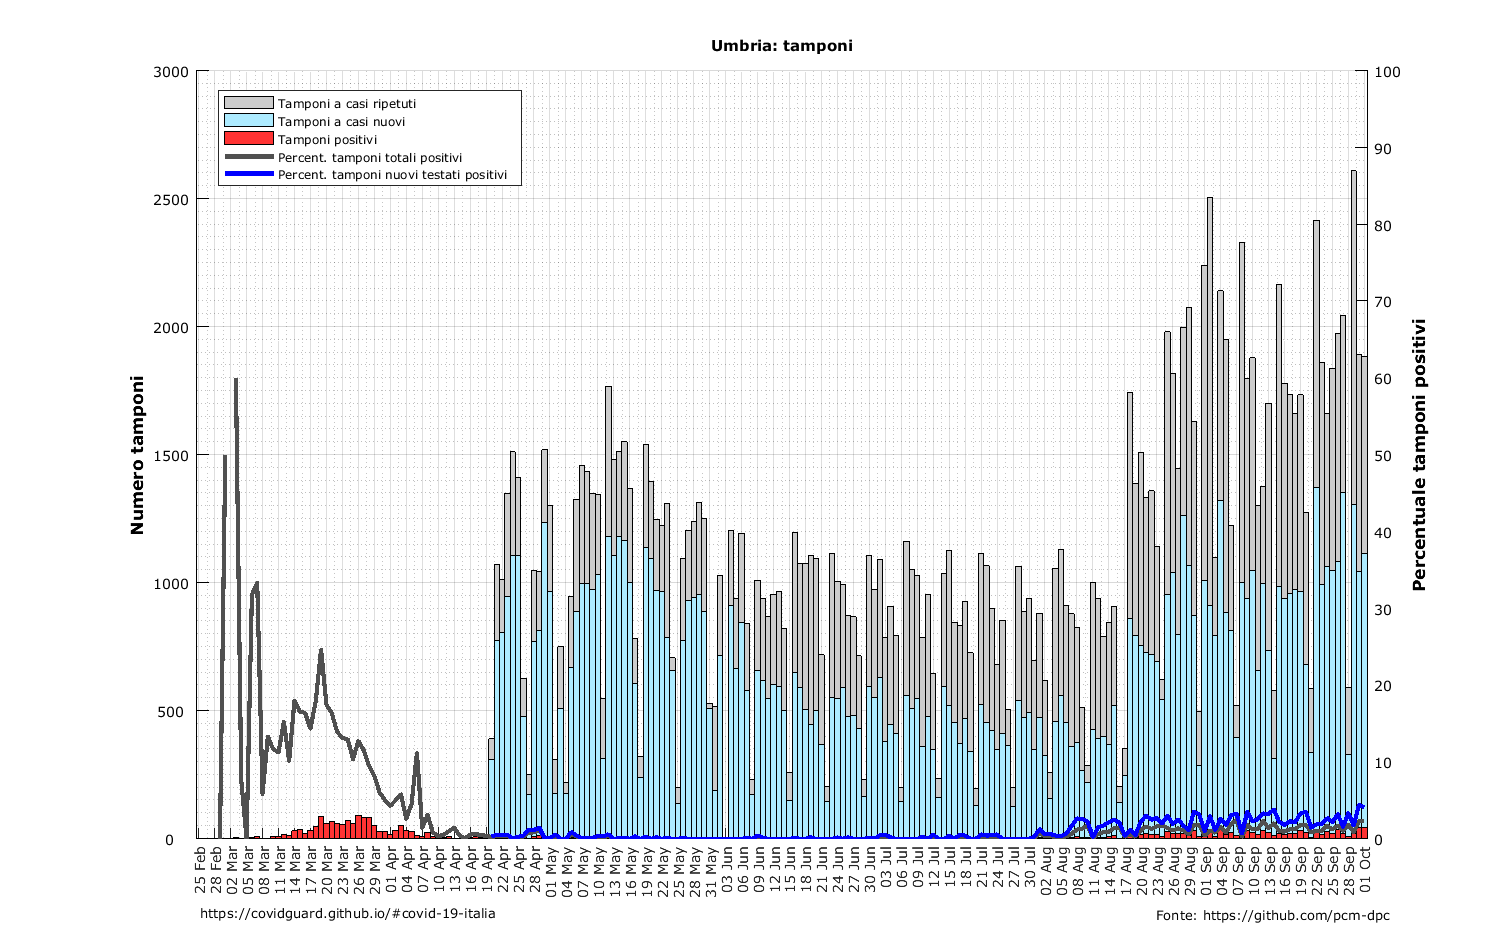 Umbria: tamponi
3000
2500
2000
1500
1000
500
0
Numero tamponi
Tamponi a casi ripetuti
Tamponi a casi nuovi
Tamponi positivi
Percent. tamponi totali positivi
Percent. tamponi nuovi testati positivi
100
90
80
70
60
50
40
30
20
10
0
Percentuale tamponi positivi
25 Feb
28 Feb
02 Mar
05 Mar
08 Mar
11 Mar
14 Mar
17 Mar
20 Mar
23 Mar
26 Mar
29 Mar
01 Apr
04 Apr
07 Apr
10 Apr
13 Apr
16 Apr
19 Apr
22 Apr
25 Apr
28 Apr
01 May
04 May
07 May
10 May
13 May
16 May
19 May
22 May
25 May
28 May
31 May
03 Jun
06 Jun
09 Jun
12 Jun
15 Jun
18 Jun
21 Jun
24 Jun
27 Jun
30 Jun
03 Jul
06 Jul
09 Jul
12 Jul
15 Jul
18 Jul
21 Jul
24 Jul
27 Jul
30 Jul
02 Aug
05 Aug
08 Aug
11 Aug
14 Aug
17 Aug
20 Aug
23 Aug
26 Aug
29 Aug
01 Sep
04 Sep
07 Sep
10 Sep
13 Sep
16 Sep
19 Sep
22 Sep
25 Sep
28 Sep
01 Oct
https://covidguard.github.io/#covid-19-italia
Fonte: https://github.com/pcm-dpc